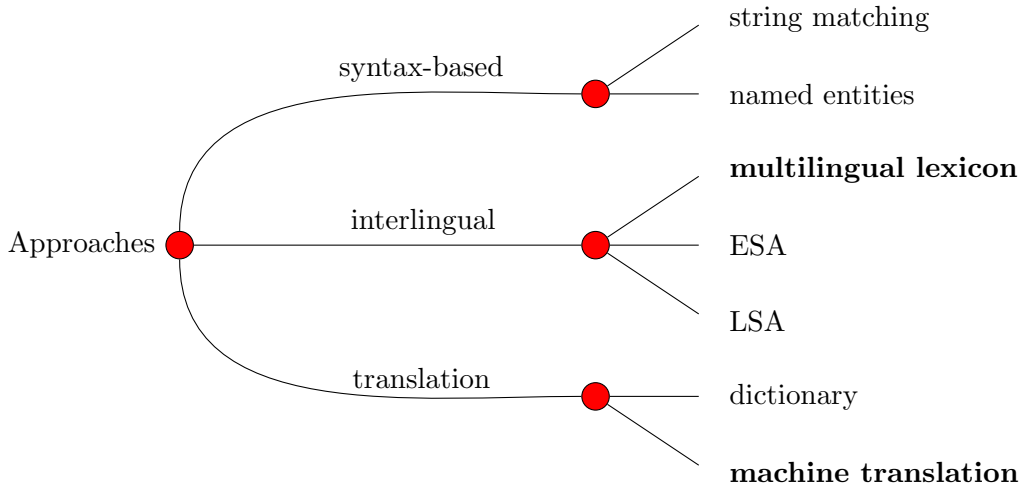 string matching
syntax-based
named entities
multilingual lexicon
interlingual
Approaches
ESA
LSA
translation
dictionary
machine translation